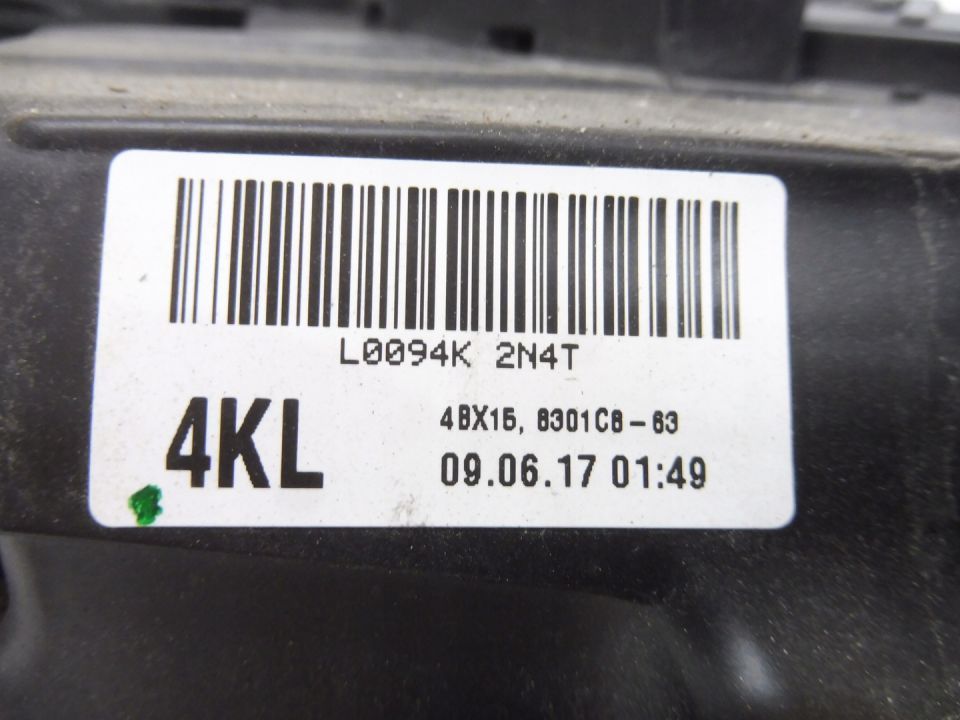 L0094K 2N4T
4KL
4BX15, 8301C8-63
09.06.17 01:49